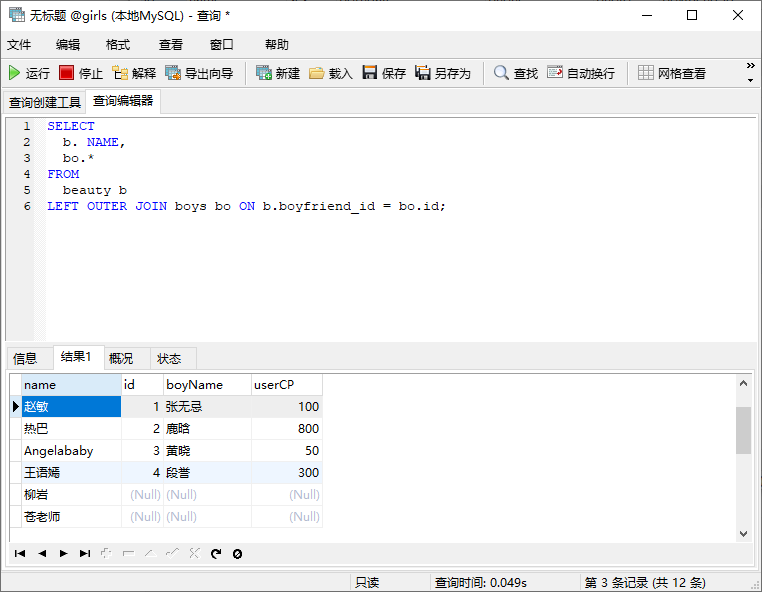 无标题 @girls (本地MySQL) - 查询 *
文件 编辑 格式 查看 窗口 帮助
运行 停止 解释 导出向导 新建 载入 保存 另存为 查找 自动换行 网格查看
查询创建工具 查询编辑器
1 SELECT
2 b. NAME,
3 bo.*
4 FROM
5 beauty b
6 LEFT OUTER JOIN boys bo ON b.boyfriend_id = bo.id;
信息 结果1 概况 状态
name id boyName userCP
赵敏 1 张无忌 100
热巴 2 鹿晗 800
Angelababy 3 黄晓 50
王语嫣 4 段誉 300
柳岩 (Null) (Null) (Null)
苍老师 (Null) (Null) (Null)
只读 查询时间: 0.049s 第 3 条记录 (共 12 条)